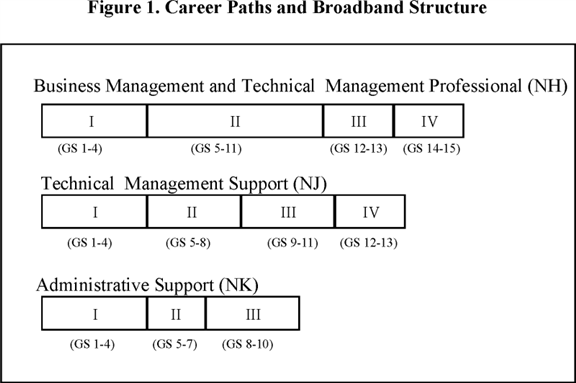 Figure 1. Career Paths and Broadband Structure
Business Management and Technical Management Professional (NH)
I II III IV
(GS 1-4) (GS 5-11) (GS 12-13) (GS 14-15)
Technical Management Support (NJ)
I II III IV
(GS 1-4) (GS 5-8) (GS 9-11) (GS 12-13)
Administrative Support (NK)
I II III
(GS 1-4) (GS 5-7) (GS 8-10)